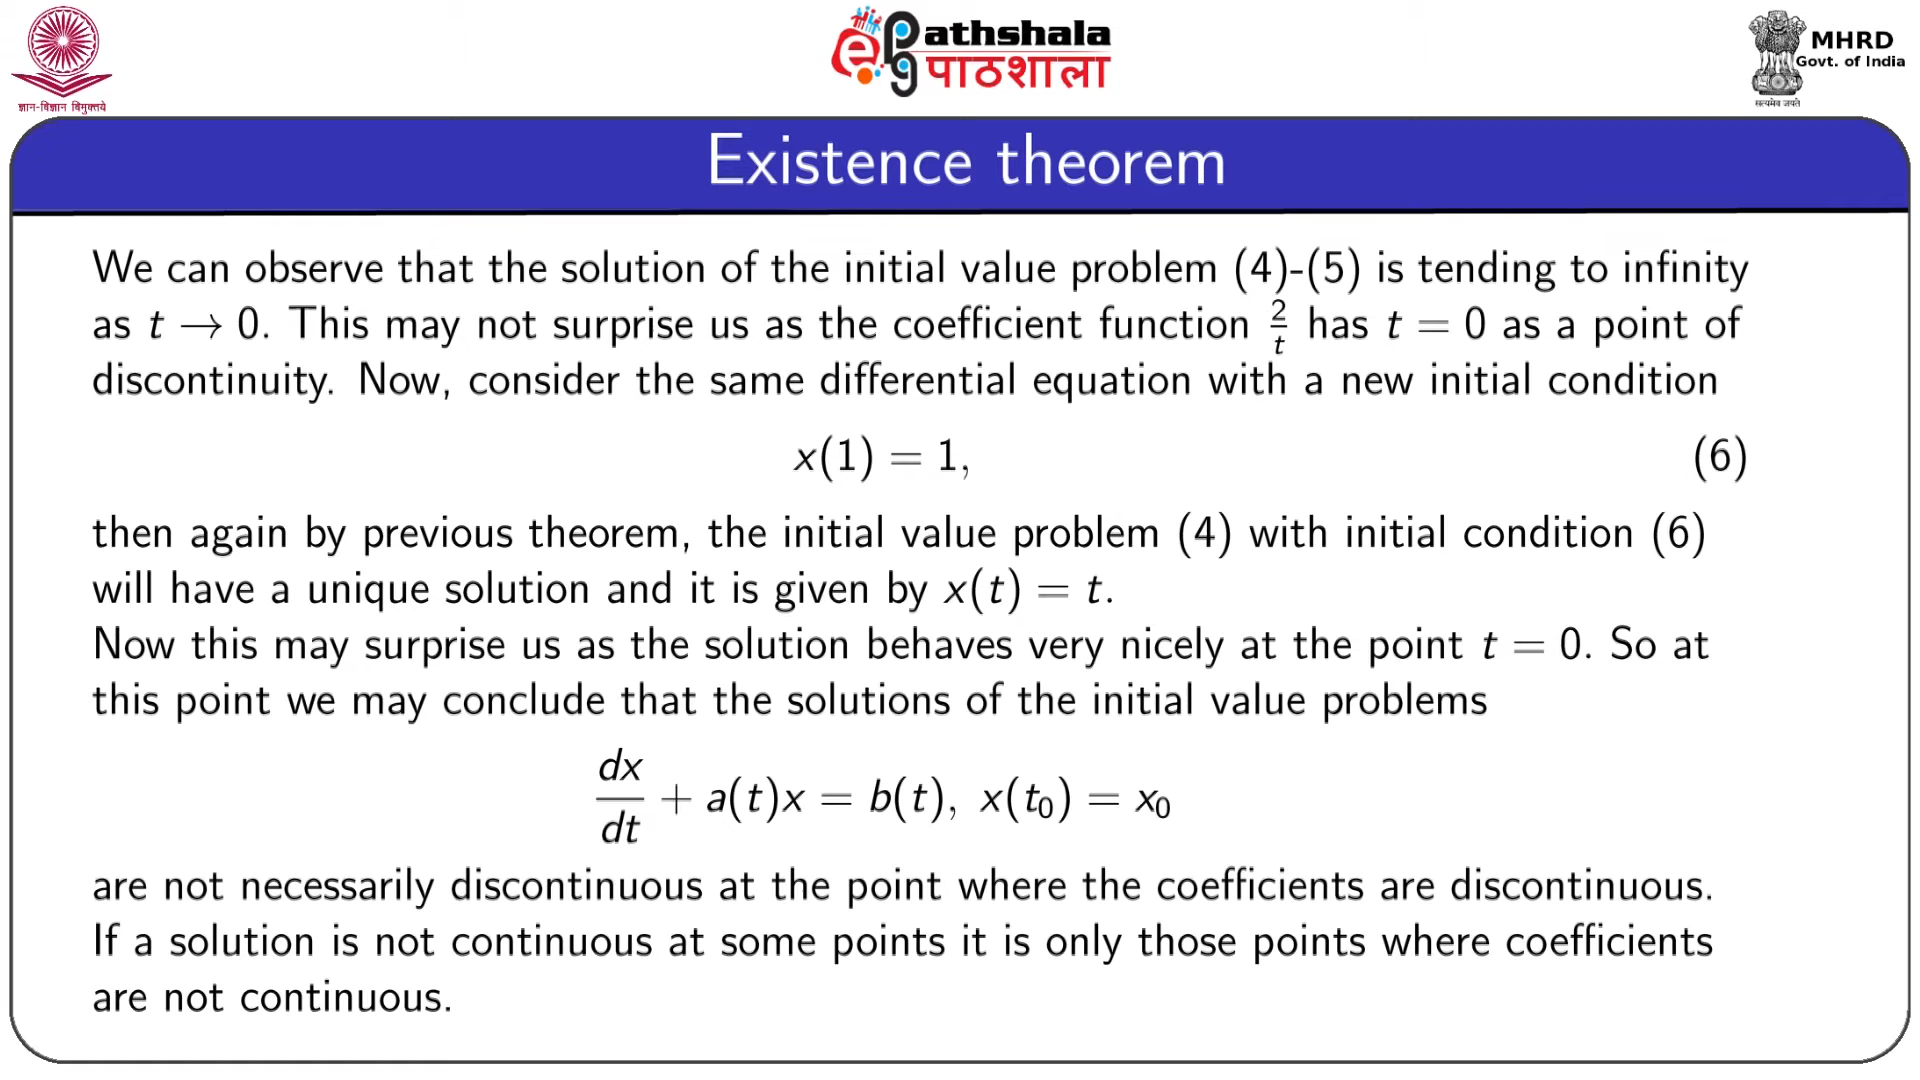 ज्ञान-विज्ञान विमुक्तये
e Pg Pathshala
पाठशाला
MHRD
Govt. of India
सत्यमेव जयते
Existence theorem
We can observe that the solution of the initial value problem (4)-(5) is tending to infinity
as t → 0. This may not surprise us as the coefficient function 2/t has t = 0 as a point of
discontinuity. Now, consider the same differential equation with a new initial condition
x(1) = 1, (6)
then again by previous theorem, the initial value problem (4) with initial condition (6)
will have a unique solution and it is given by x(t) = t.
Now this may surprise us as the solution behaves very nicely at the point t = 0. So at
this point we may conclude that the solutions of the initial value problems
dx/dt + a(t)x = b(t), x(t₀) = x₀
are not necessarily discontinuous at the point where the coefficients are discontinuous.
If a solution is not continuous at some points it is only those points where coefficients
are not continuous.